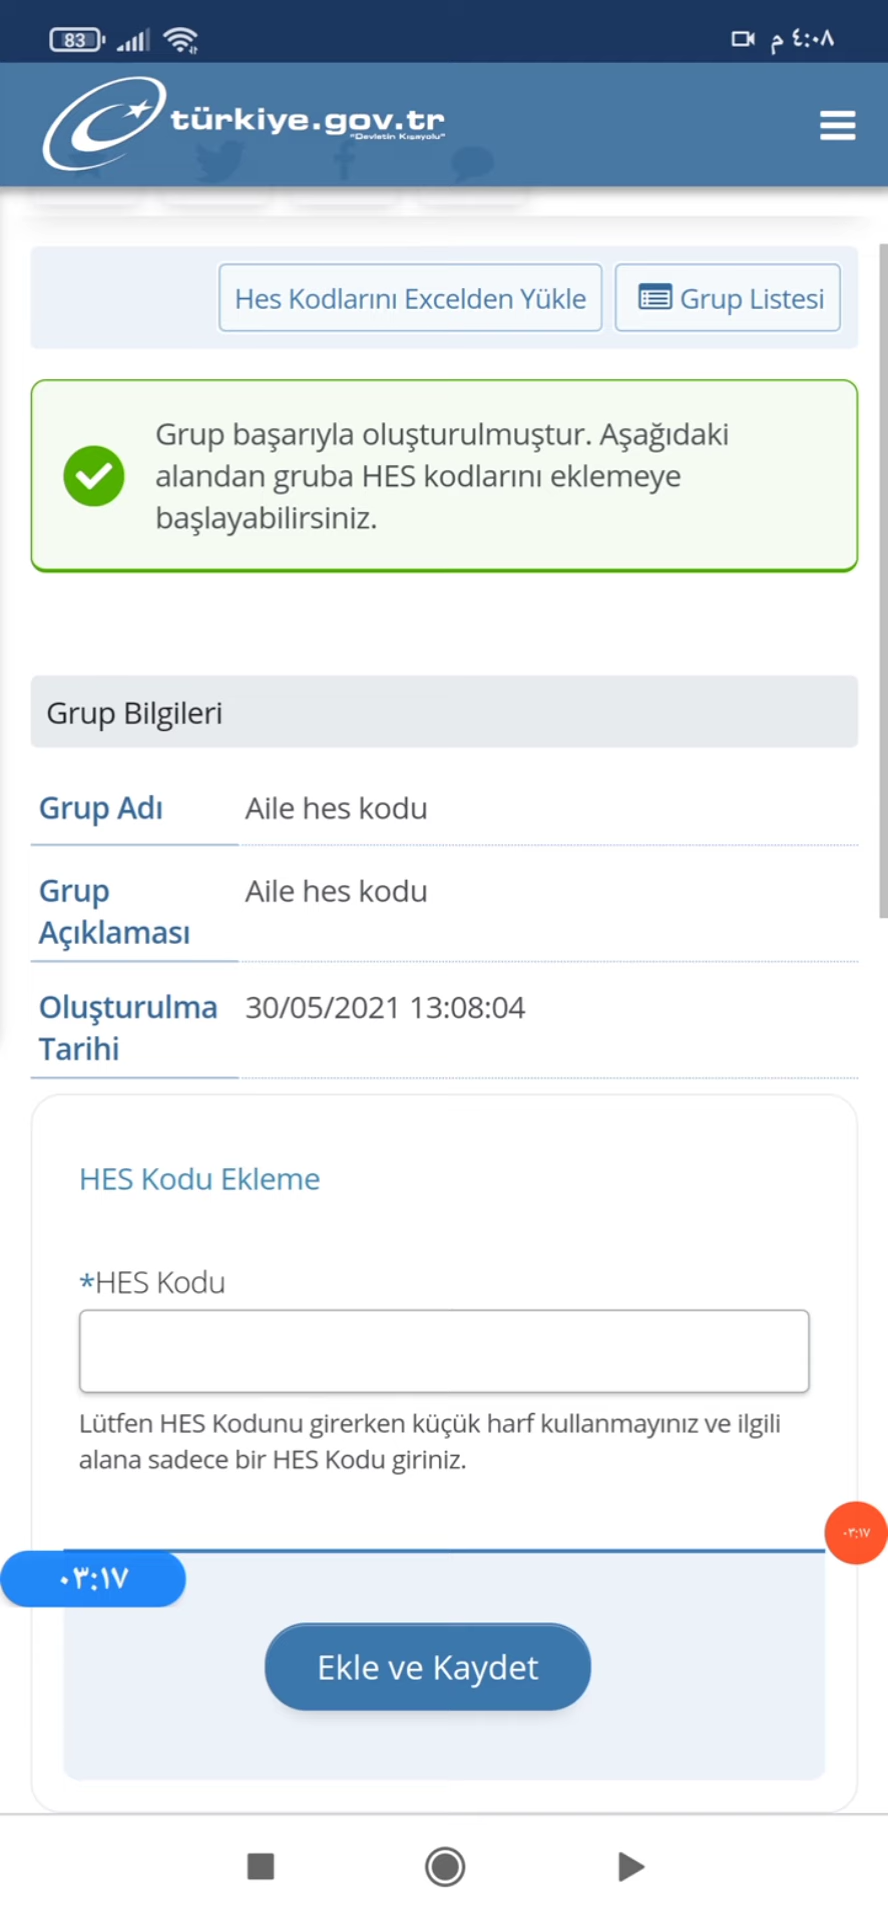 83
٤:٠٨ م
türkiye.gov.tr
"Devletin Kısayolu"
Hes Kodlarını Excelden Yükle
Grup Listesi
Grup başarıyla oluşturulmuştur. Aşağıdaki
alandan gruba HES kodlarını eklemeye
başlayabilirsiniz.
Grup Bilgileri
Grup Adı
Aile hes kodu
Grup
Açıklaması
Aile hes kodu
Oluşturulma
Tarihi
30/05/2021 13:08:04
HES Kodu Ekleme
*HES Kodu
Lütfen HES Kodunu girerken küçük harf kullanmayınız ve ilgili
alana sadece bir HES Kodu giriniz.
٠٣:١٧
٠٣:١٧
Ekle ve Kaydet